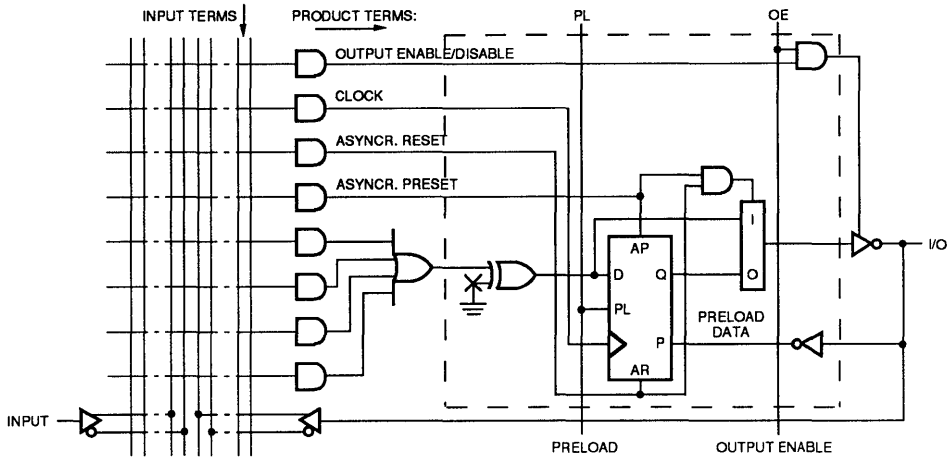 INPUT TERMS
PRODUCT TERMS:
PL
OE
OUTPUT ENABLE/DISABLE
CLOCK
ASYNCR. RESET
ASYNCR. PRESET
AP
I
I/O
D
Q
O
PL
PRELOAD
DATA
P
AR
INPUT
PRELOAD
OUTPUT ENABLE